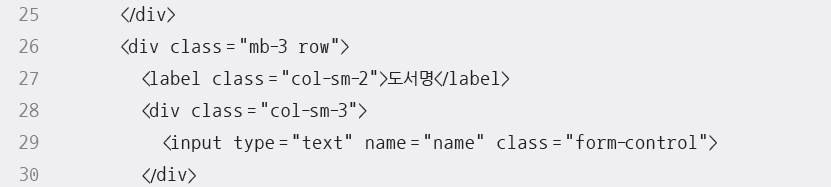 25 </div>
26 <div class="mb-3 row">
27 <label class="col-sm-2">도서명</label>
28 <div class="col-sm-3">
29 <input type="text" name="name" class="form-control">
30 </div>